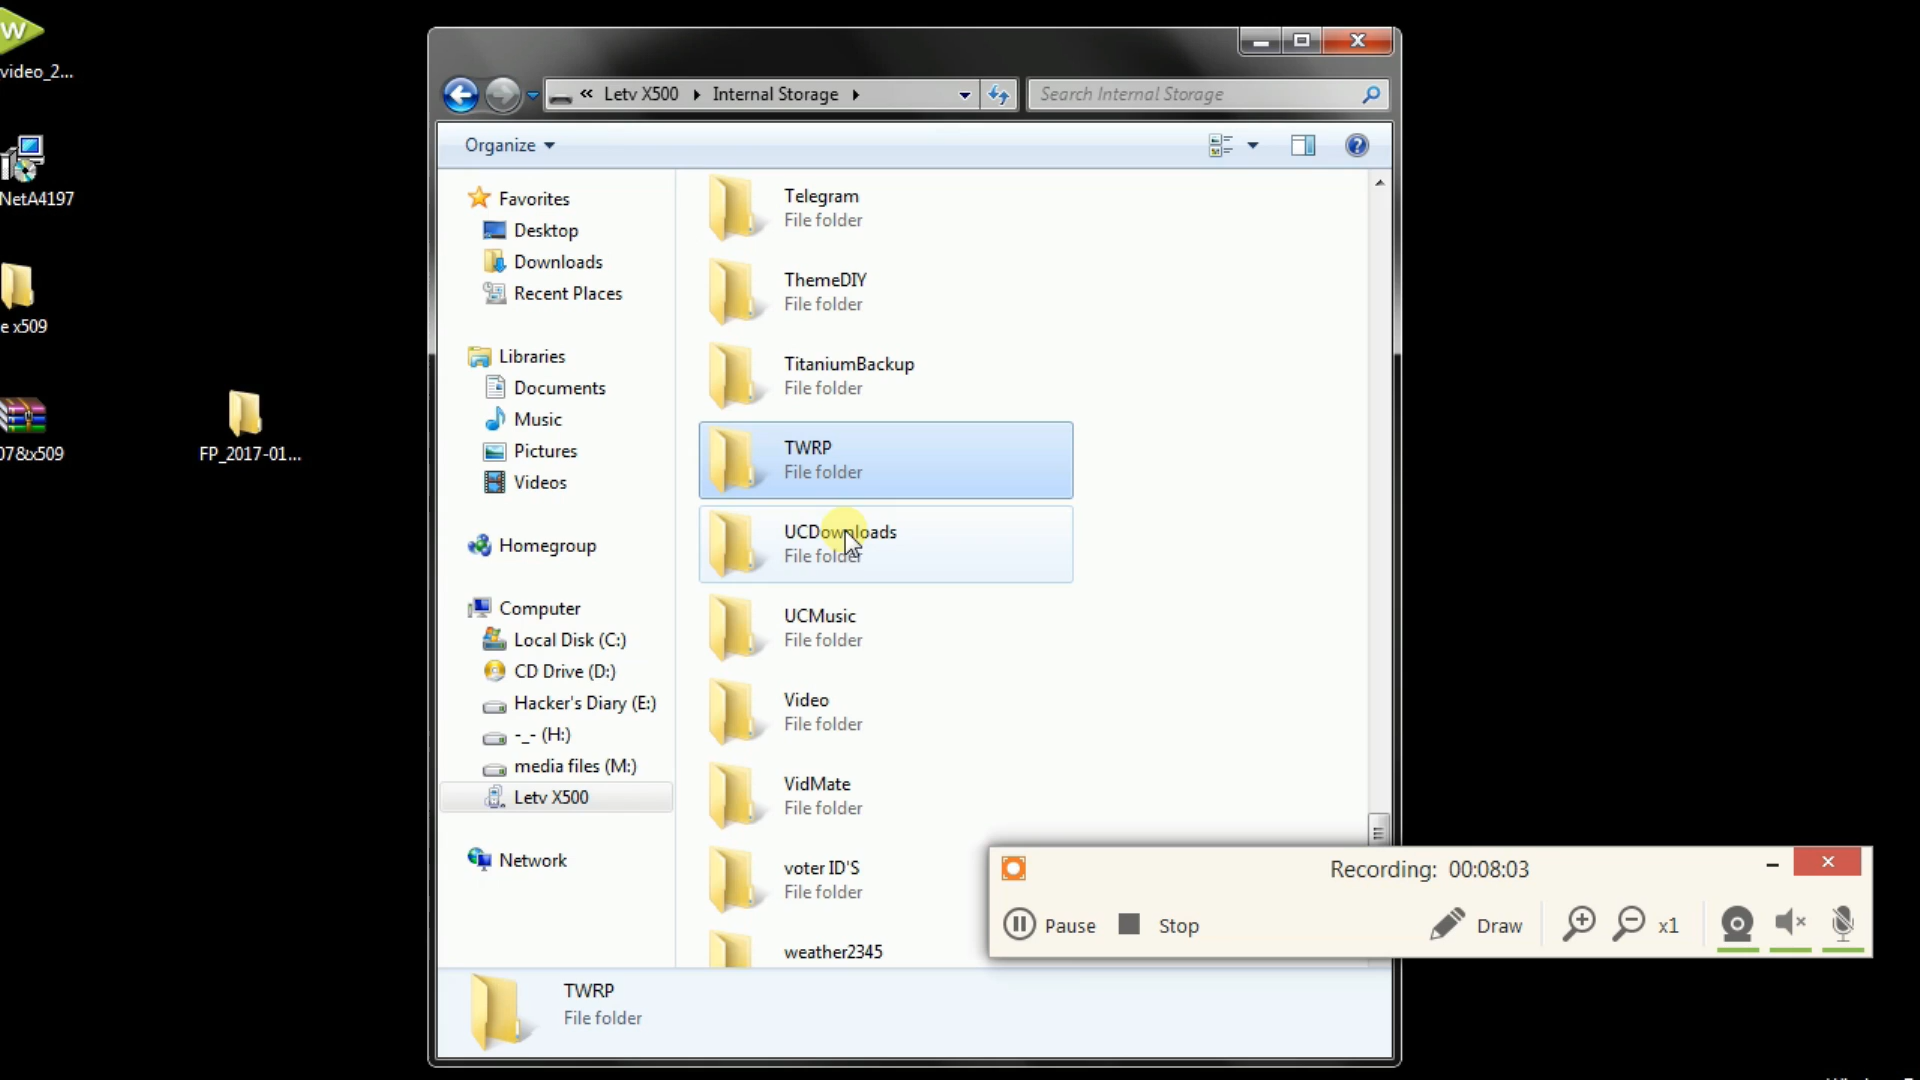 W
video_2...
NetA4197
e x509
07&x509
FP_2017-01...
« Letv X500 Internal Storage
Search Internal Storage
Organize
Favorites
Desktop
Downloads
Recent Places
Libraries
Documents
Music
Pictures
Videos
Homegroup
Computer
Local Disk (C:)
CD Drive (D:)
Hacker's Diary (E:)
-_- (H:)
media files (M:)
Letv X500
Network
Telegram
File folder
ThemeDIY
File folder
TitaniumBackup
File folder
TWRP
File folder
UCDownloads
File folder
UCMusic
File folder
Video
File folder
VidMate
File folder
voter ID'S
File folder
weather2345
TWRP
File folder
Recording: 00:08:03
Pause
Stop
Draw
x1